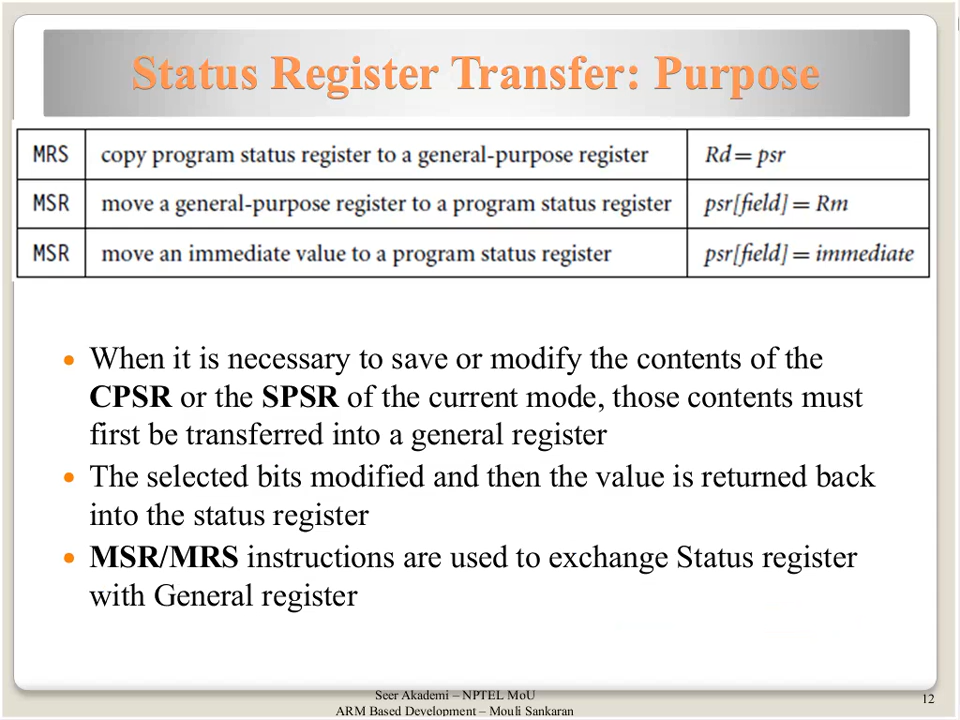 Status Register Transfer: Purpose
MRS copy program status register to a general-purpose register Rd = psr
MSR move a general-purpose register to a program status register psr[field] = Rm
MSR move an immediate value to a program status register psr[field] = immediate
• When it is necessary to save or modify the contents of the
CPSR or the SPSR of the current mode, those contents must
first be transferred into a general register
• The selected bits modified and then the value is returned back
into the status register
• MSR/MRS instructions are used to exchange Status register
with General register
Seer Akademi – NPTEL MoU
ARM Based Development – Mouli Sankaran
12